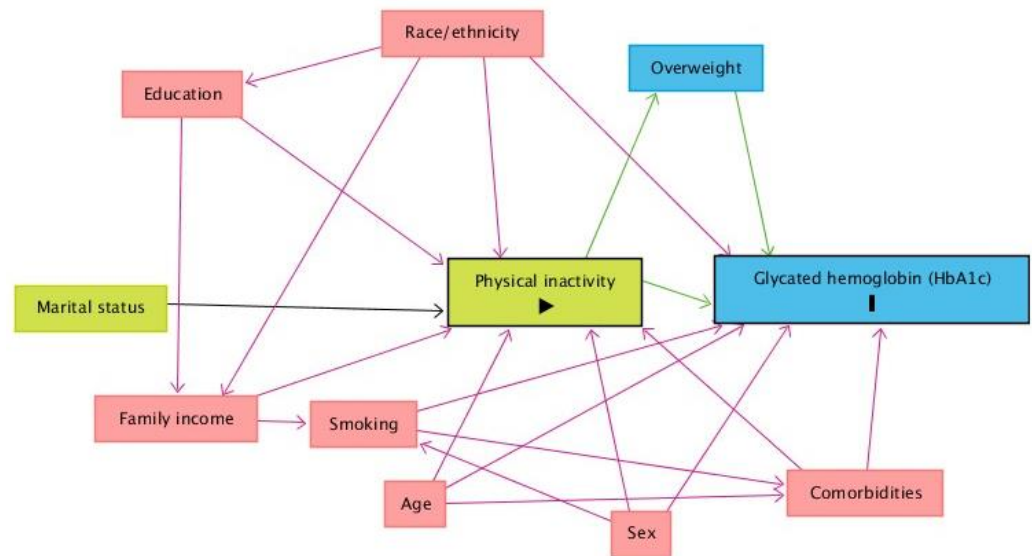 Race/ethnicity
Overweight
Education
Physical inactivity
Glycated hemoglobin (HbA1c)
Marital status
Family income
Smoking
Age
Comorbidities
Sex